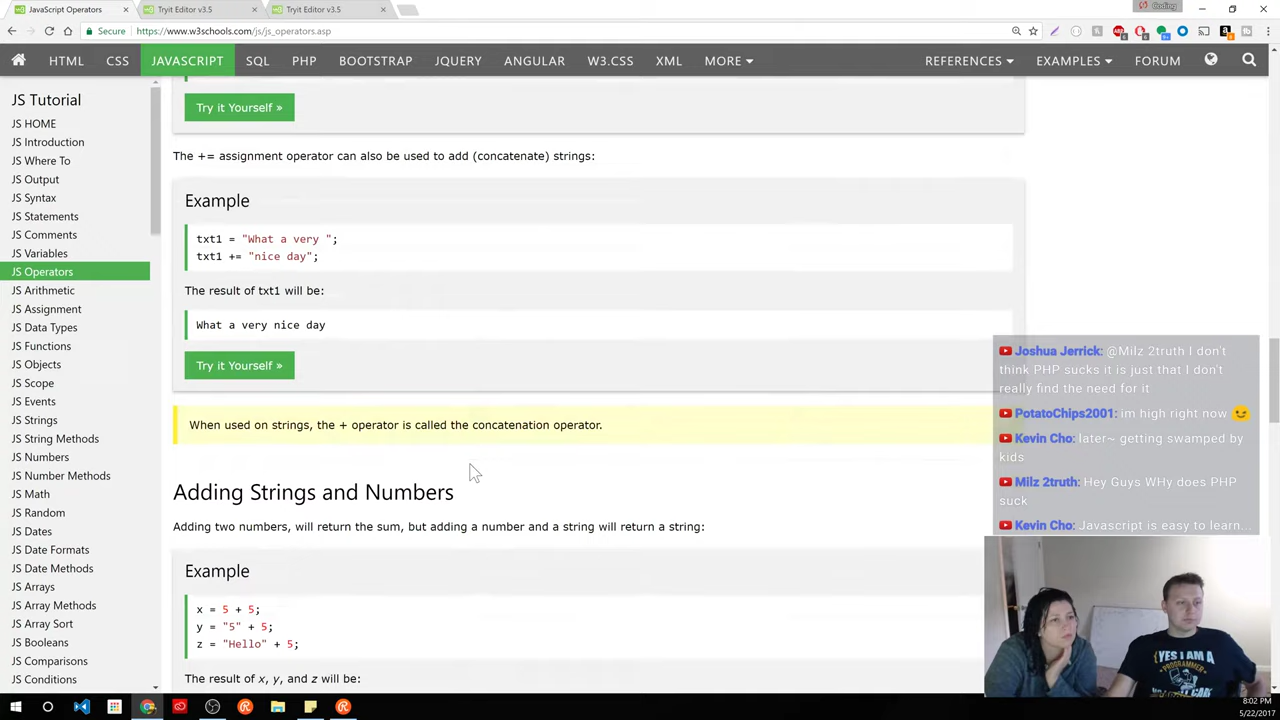 JavaScript Operators
Tryit Editor v3.5
Tryit Editor v3.5
Coding
Secure https://www.w3schools.com/js/js_operators.asp
HTML CSS JAVASCRIPT SQL PHP BOOTSTRAP JQUERY ANGULAR W3.CSS XML MORE REFERENCES EXAMPLES FORUM
JS Tutorial
JS HOME
JS Introduction
JS Where To
JS Output
JS Syntax
JS Statements
JS Comments
JS Variables
JS Operators
JS Arithmetic
JS Assignment
JS Data Types
JS Functions
JS Objects
JS Scope
JS Events
JS Strings
JS String Methods
JS Numbers
JS Number Methods
JS Math
JS Random
JS Dates
JS Date Formats
JS Date Methods
JS Arrays
JS Array Methods
JS Array Sort
JS Booleans
JS Comparisons
JS Conditions
Try it Yourself »
The += assignment operator can also be used to add (concatenate) strings:
Example
txt1 = "What a very ";
txt1 += "nice day";
The result of txt1 will be:
What a very nice day
Try it Yourself »
When used on strings, the + operator is called the concatenation operator.
Adding Strings and Numbers
Adding two numbers, will return the sum, but adding a number and a string will return a string:
Example
x = 5 + 5;
y = "5" + 5;
z = "Hello" + 5;
The result of x, y, and z will be:
Joshua Jerrick: @Milz 2truth I don't
think PHP sucks it is just that I don't
really find the need for it
PotatoChips2001: im high right now 😉
Kevin Cho: later~ getting swamped by
kids
Milz 2truth: Hey Guys WHy does PHP
suck
Kevin Cho: Javascript is easy to learn...
YES I AM A
PROGRAMMER
8:02 PM
5/22/2017